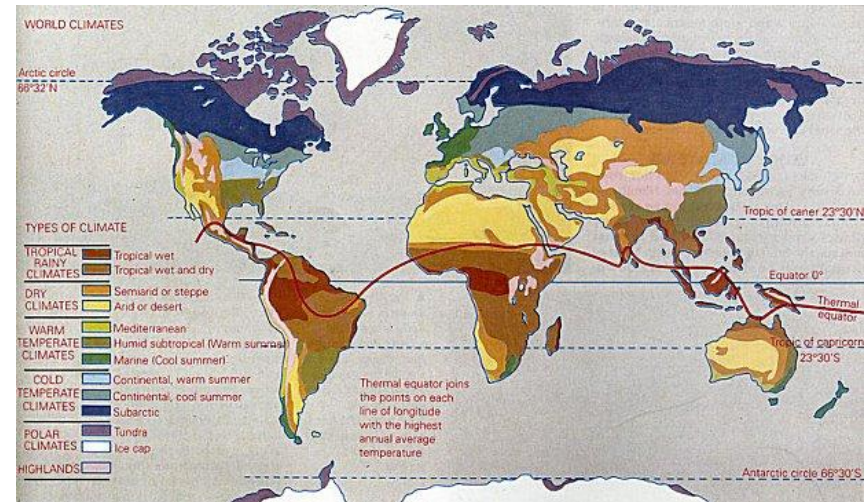 WORLD CLIMATES
Arctic circle
66°32'N
Tropic of caner 23°30'N
TYPES OF CLIMATE
TROPICAL
RAINY
CLIMATES
Tropical wet
Tropical wet and dry
DRY
CLIMATES
Semiarid or steppe
Arid or desert
WARM
TEMPERATE
CLIMATES
Mediterranean
Humid subtropical (Warm summer)
Marine (Cool summer)
COLD
TEMPERATE
CLIMATES
Continental, warm summer
Continental, cool summer
Subarctic
POLAR
CLIMATES
Tundra
Ice cap
HIGHLANDS
Equator 0°
Thermal
equator
Tropic of capricorn
23°30'S
Thermal equator joins
the points on each
line of longitude
with the highest
annual average
temperature
Antarctic circle 66°30'S